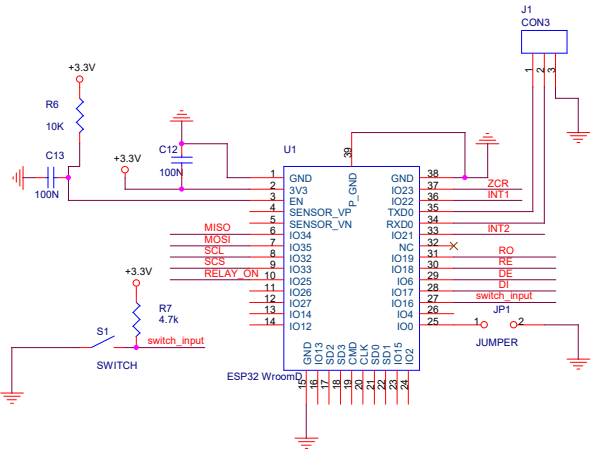 J1
CON3
1 2 3
+3.3V
R6
10K
C13
100N
+3.3V
C12
100N
U1
39
P_GND
1 GND
2 3V3
3 EN
4 SENSOR_VP
5 SENSOR_VN
MISO 6 IO34
MOSI 7 IO35
SCL 8 IO32
SCS 9 IO33
RELAY_ON 10 IO25
11 IO26
12 IO27
13 IO14
14 IO12
GND 38
IO23 37 ZCR
IO22 36 INT1
TXD0 35
RXD0 34
IO21 33 INT2
NC 32
IO19 31 RO
IO18 30 RE
IO5 29 DE
IO17 28 DI
IO16 27 switch_input
IO4 26
IO0 25
JP1
1 2
JUMPER
GND IO13 SD2 SD3 CMD CLK SD0 SD1 IO15 IO2
15 16 17 18 19 20 21 22 23 24
ESP32 WroomD
+3.3V
R7
4.7k
S1
switch_input
SWITCH